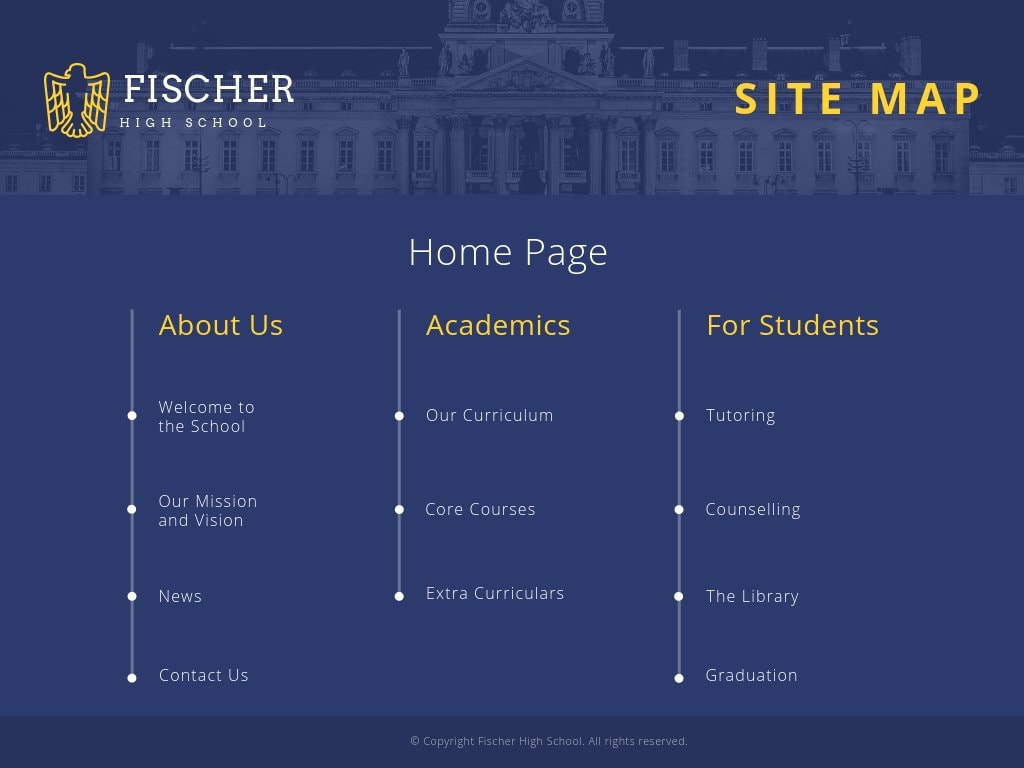 FISCHER
HIGH SCHOOL
SITE MAP
Home Page
About Us
Welcome to
the School
Our Mission
and Vision
News
Contact Us
Academics
Our Curriculum
Core Courses
Extra Curriculars
For Students
Tutoring
Counselling
The Library
Graduation
© Copyright Fischer High School. All rights reserved.